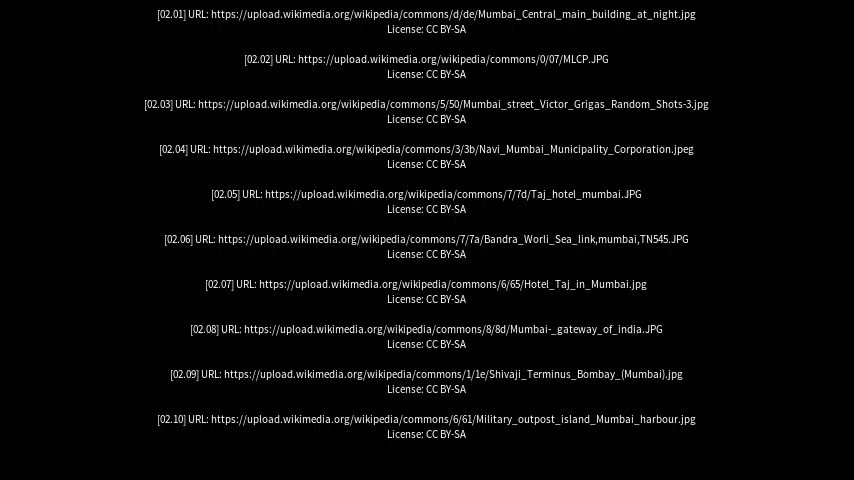 [02.01] URL: https://upload.wikimedia.org/wikipedia/commons/d/de/Mumbai_Central_main_building_at_night.jpg
License: CC BY-SA
[02.02] URL: https://upload.wikimedia.org/wikipedia/commons/0/07/MLCP.JPG
License: CC BY-SA
[02.03] URL: https://upload.wikimedia.org/wikipedia/commons/5/50/Mumbai_street_Victor_Grigas_Random_Shots-3.jpg
License: CC BY-SA
[02.04] URL: https://upload.wikimedia.org/wikipedia/commons/3/3b/Navi_Mumbai_Municipality_Corporation.jpeg
License: CC BY-SA
[02.05] URL: https://upload.wikimedia.org/wikipedia/commons/7/7d/Taj_hotel_mumbai.JPG
License: CC BY-SA
[02.06] URL: https://upload.wikimedia.org/wikipedia/commons/7/7a/Bandra_Worli_Sea_link,mumbai,TN545.JPG
License: CC BY-SA
[02.07] URL: https://upload.wikimedia.org/wikipedia/commons/6/65/Hotel_Taj_in_Mumbai.jpg
License: CC BY-SA
[02.08] URL: https://upload.wikimedia.org/wikipedia/commons/8/8d/Mumbai-_gateway_of_india.JPG
License: CC BY-SA
[02.09] URL: https://upload.wikimedia.org/wikipedia/commons/1/1e/Shivaji_Terminus_Bombay_(Mumbai).jpg
License: CC BY-SA
[02.10] URL: https://upload.wikimedia.org/wikipedia/commons/6/61/Military_outpost_island_Mumbai_harbour.jpg
License: CC BY-SA